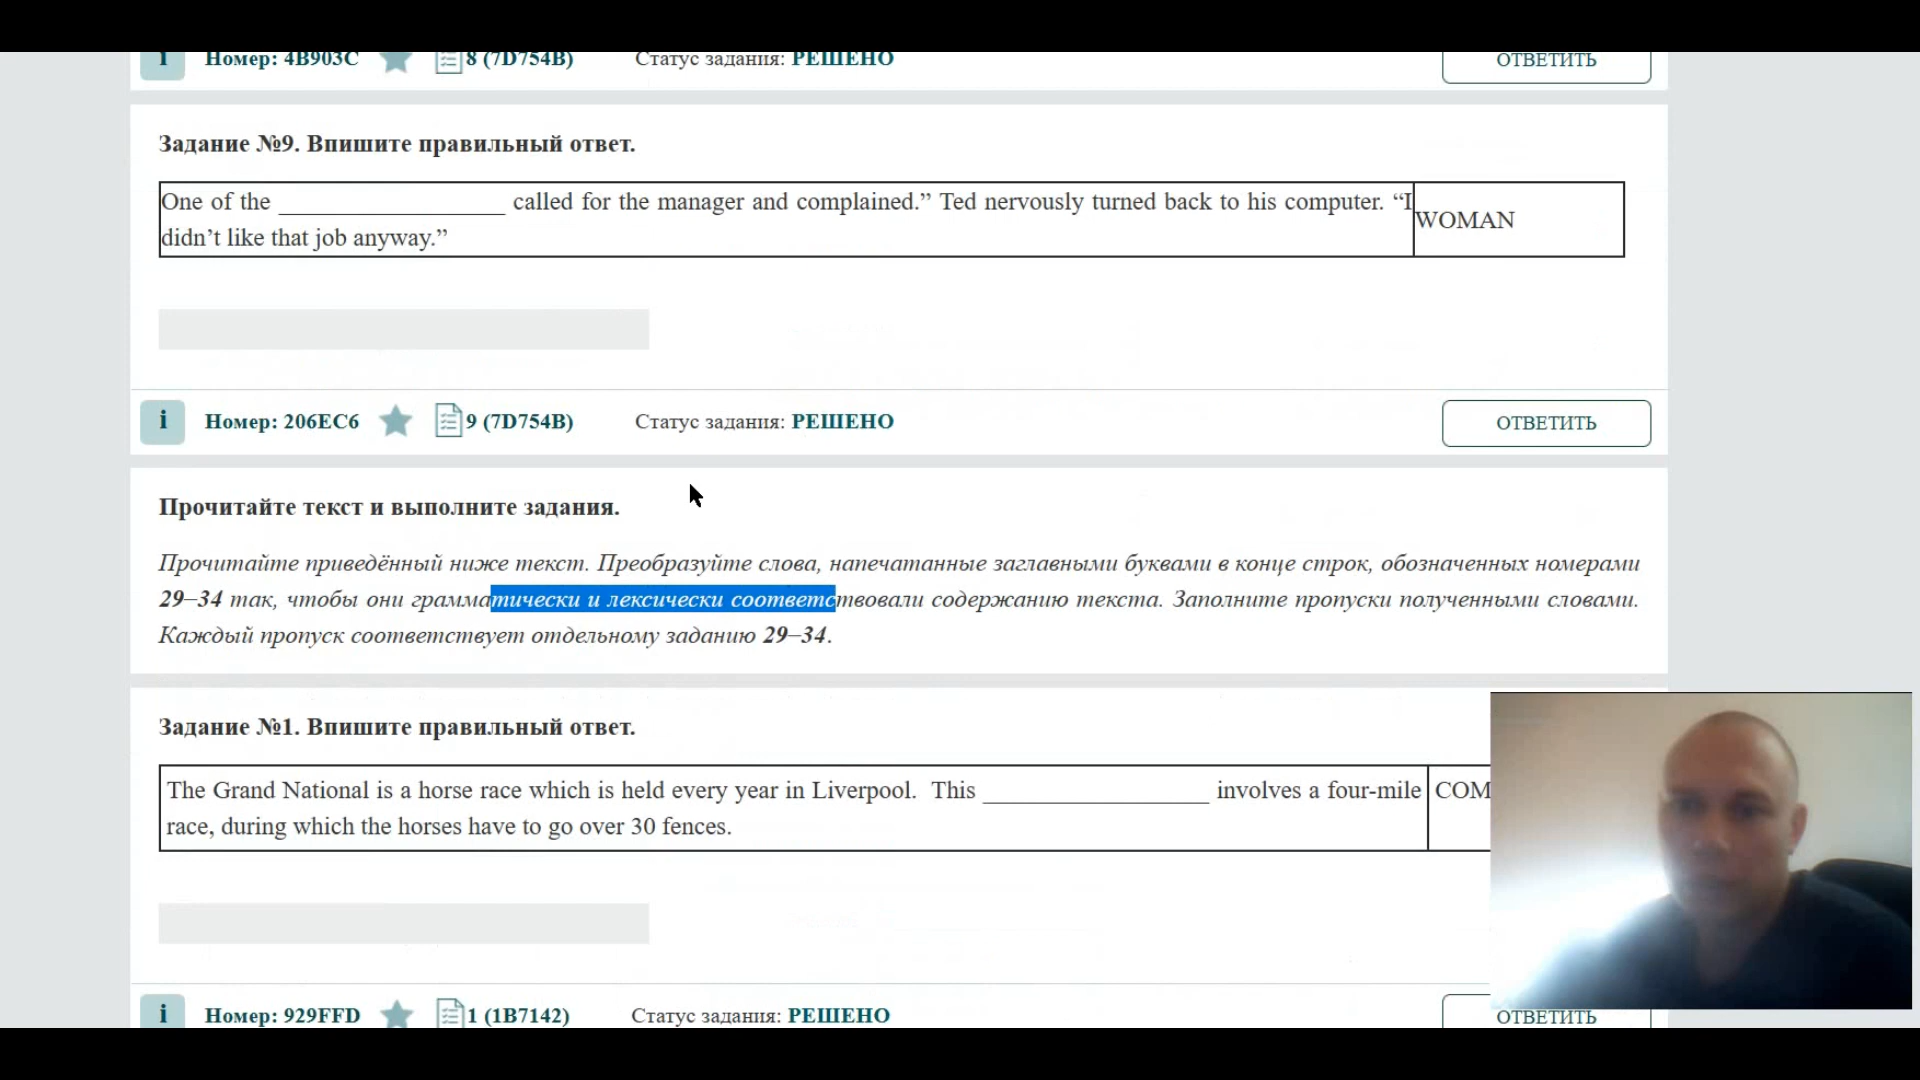 i Номер: 4B903C 8 (7D754B) Статус задания: РЕШЕНО ОТВЕТИТЬ
Задание №9. Впишите правильный ответ.
One of the __________________ called for the manager and complained.” Ted nervously turned back to his computer. “I
didn’t like that job anyway.”
WOMAN
i Номер: 206EC6 9 (7D754B) Статус задания: РЕШЕНО ОТВЕТИТЬ
Прочитайте текст и выполните задания.
Прочитайте приведённый ниже текст. Преобразуйте слова, напечатанные заглавными буквами в конце строк, обозначенных номерами
29–34 так, чтобы они грамматически и лексически соответствовали содержанию текста. Заполните пропуски полученными словами.
Каждый пропуск соответствует отдельному заданию 29–34.
Задание №1. Впишите правильный ответ.
The Grand National is a horse race which is held every year in Liverpool. This __________________ involves a four-mile
race, during which the horses have to go over 30 fences.
COM
i Номер: 929FFD 1 (1B7142) Статус задания: РЕШЕНО ОТВЕТИТЬ